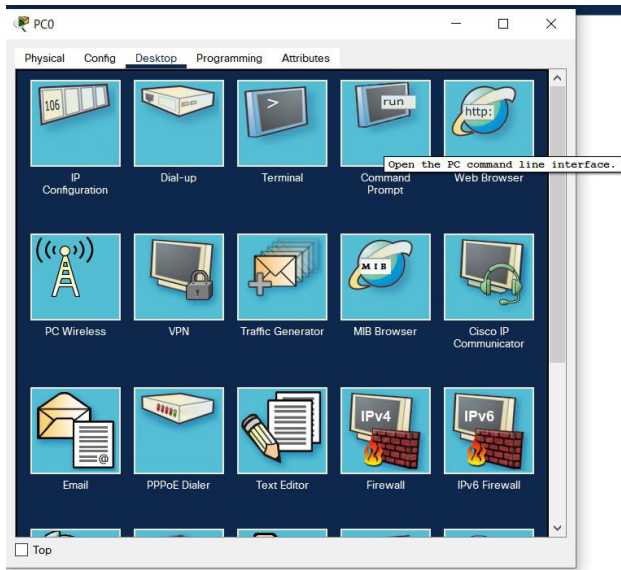 PC0
Physical Config Desktop Programming Attributes
106
>
run
http:
Open the PC command line interface.
IP
Configuration
Dial-up
Terminal
Command
Prompt
Web Browser
MIB
PC Wireless
VPN
Traffic Generator
MIB Browser
Cisco IP
Communicator
@
IPv4
IPv6
Email
PPPoE Dialer
Text Editor
Firewall
IPv6 Firewall
Top